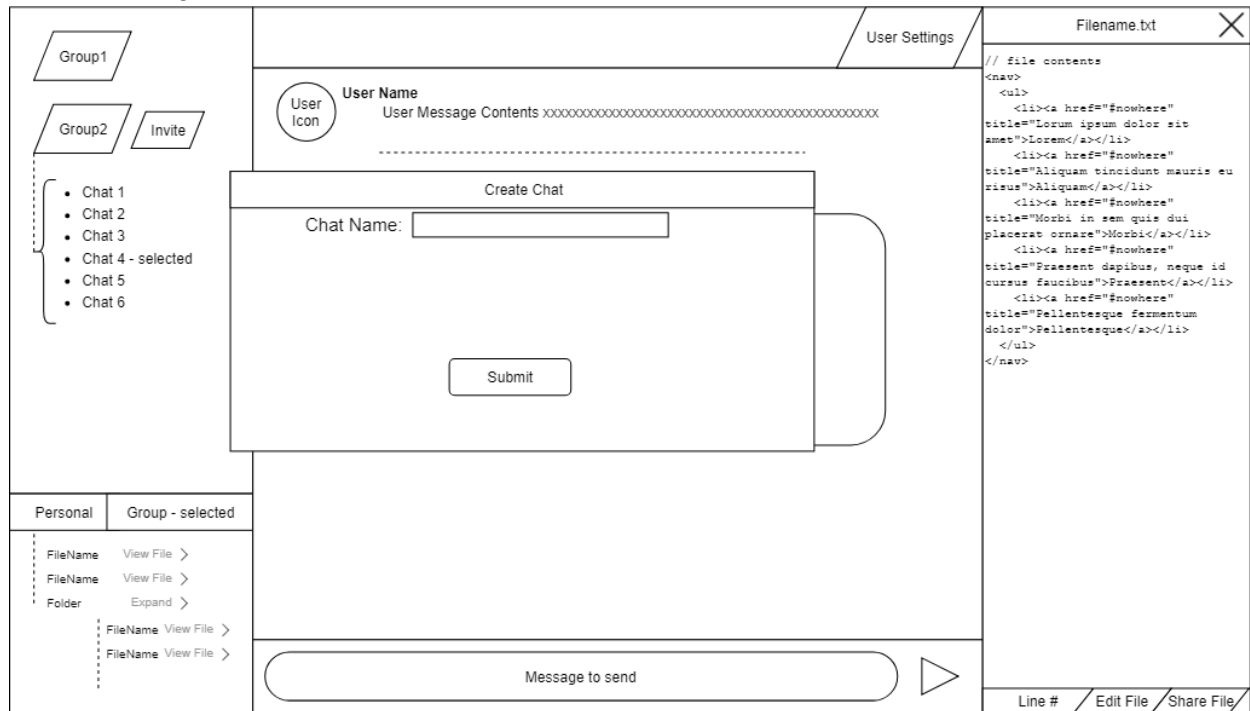 Group1
Group2
Invite
Chat 1
Chat 2
Chat 3
Chat 4 - selected
Chat 5
Chat 6
Personal
Group - selected
FileName View File
FileName View File
Folder Expand
FileName View File
FileName View File
User Settings
User
Icon
User Name
User Message Contents xxxxxxxxxxxxxxxxxxxxxxxxxxxxxxxxxxxxxxxxxxxxx
Create Chat
Chat Name:
Submit
Message to send
Filename.txt
// file contents
<nav>
  <ul>
    <li><a href="#nowhere"
title="Lorum ipsum dolor sit
amet">Lorem</a></li>
    <li><a href="#nowhere"
title="Aliquam tincidunt mauris eu
risus">Aliquam</a></li>
    <li><a href="#nowhere"
title="Morbi in sem quis dui
placerat ornare">Morbi</a></li>
    <li><a href="#nowhere"
title="Praesent dapibus, neque id
cursus faucibus">Praesent</a></li>
    <li><a href="#nowhere"
title="Pellentesque fermentum
dolor">Pellentesque</a></li>
  </ul>
</nav>
Line #
Edit File
Share File